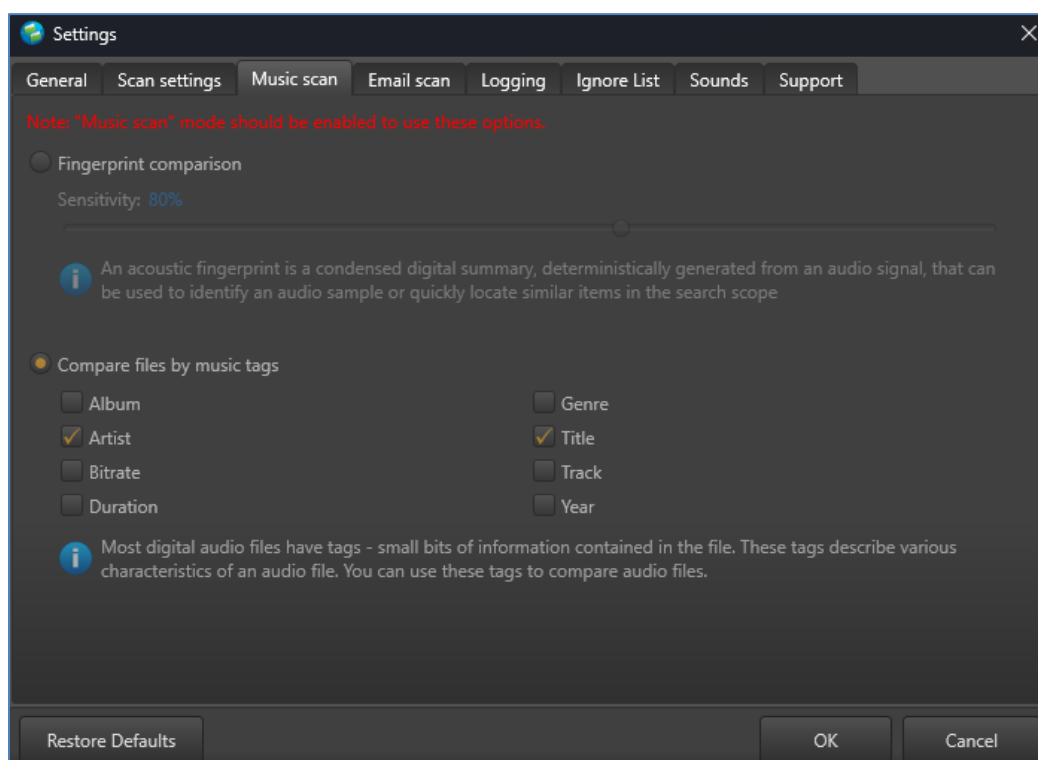 Settings
General Scan settings Music scan Email scan Logging Ignore List Sounds Support
Note: "Music scan" mode should be enabled to use these options.
Fingerprint comparison
Sensitivity: 80%
An acoustic fingerprint is a condensed digital summary, deterministically generated from an audio signal, that can
be used to identify an audio sample or quickly locate similar items in the search scope
Compare files by music tags
Album Genre
Artist Title
Bitrate Track
Duration Year
Most digital audio files have tags - small bits of information contained in the file. These tags describe various
characteristics of an audio file. You can use these tags to compare audio files.
Restore Defaults OK Cancel